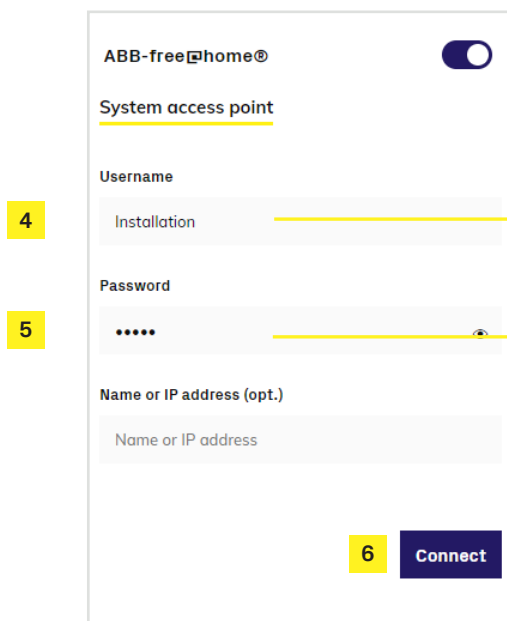 ABB-free@home®
System access point
Username
4
Installation
Password
5
•••••
Name or IP address (opt.)
Name or IP address
6
Connect